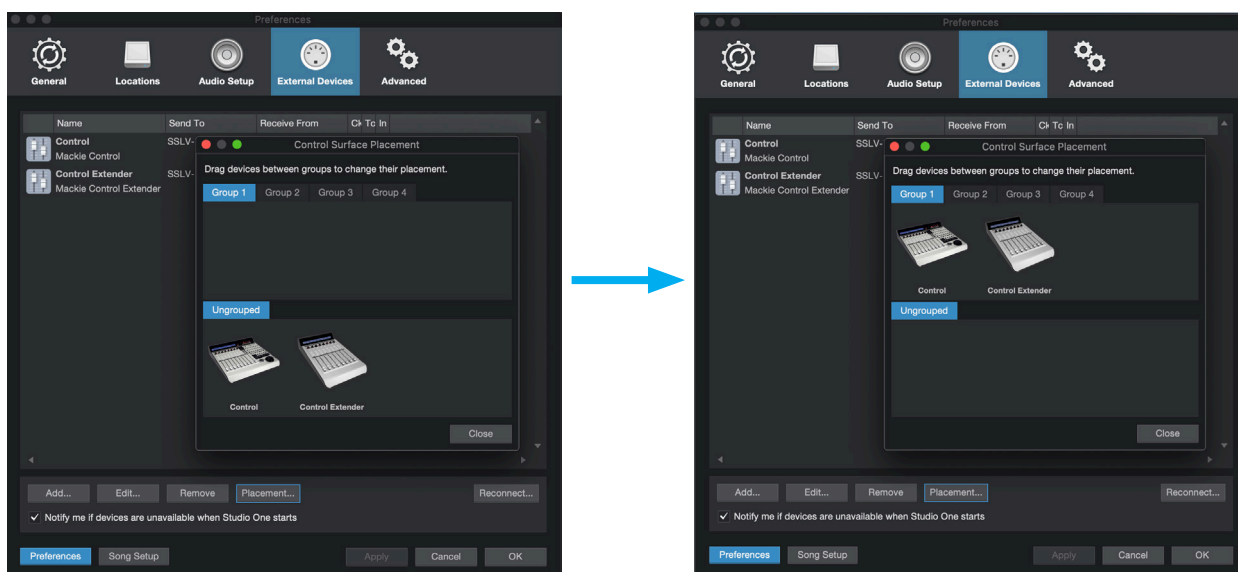 Preferences
General Locations Audio Setup External Devices Advanced
Name Send To Receive From Tc In
Control SSLV-
Mackie Control
Control Extender SSLV-
Mackie Control Extender
Control Surface Placement
Drag devices between groups to change their placement.
Group 1 Group 2 Group 3 Group 4
Ungrouped
Control Control Extender
Close
Add... Edit... Remove Placement... Reconnect...
Notify me if devices are unavailable when Studio One starts
Preferences Song Setup Apply Cancel OK
Preferences
General Locations Audio Setup External Devices Advanced
Name Send To Receive From Tc In
Control SSLV-
Mackie Control
Control Extender SSLV-
Mackie Control Extender
Control Surface Placement
Drag devices between groups to change their placement.
Group 1 Group 2 Group 3 Group 4
Control Control Extender
Ungrouped
Close
Add... Edit... Remove Placement... Reconnect...
Notify me if devices are unavailable when Studio One starts
Preferences Song Setup Apply Cancel OK